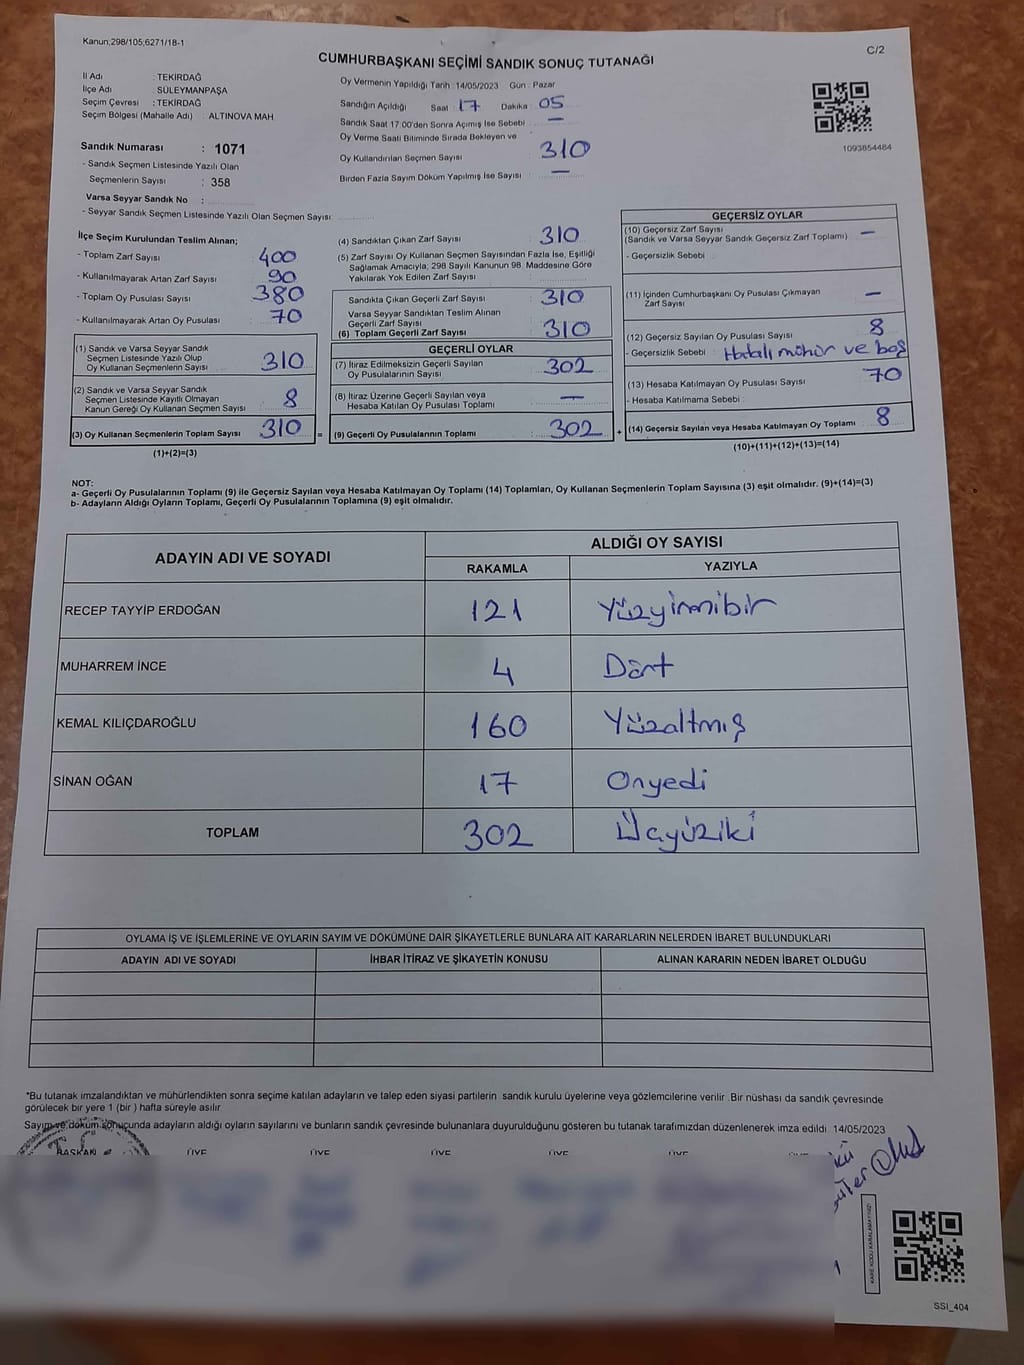 Kanun;298/105;6271/18-1
C/2
CUMHURBAŞKANI SEÇİMİ SANDIK SONUÇ TUTANAĞI
İl Adı : TEKİRDAĞ
İlçe Adı : SÜLEYMANPAŞA
Seçim Çevresi : TEKİRDAĞ
Seçim Bölgesi (Mahalle Adı) : ALTINOVA MAH.
Sandık Numarası : 1071
- Sandık Seçmen Listesinde Yazılı Olan
Seçmenlerin Sayısı : 358
Varsa Seyyar Sandık No :
- Seyyar Sandık Seçmen Listesinde Yazılı Olan Seçmen Sayısı:
Oy Vermenin Yapıldığı Tarih : 14/05/2023 Gün : Pazar
Sandığın Açıldığı Saat : 17 Dakika : 05
Sandık Saat 17:00'den Sonra Açılmış İse Sebebi : —
Oy Verme Saati Bitiminde Sırada Bekleyen ve
Oy Kullandırılan Seçmen Sayısı 310
Birden Fazla Sayım Döküm Yapılmış İse Sayısı : —
1093854484
İlçe Seçim Kurulundan Teslim Alınan;
- Toplam Zarf Sayısı : 400
- Kullanılmayarak Artan Zarf Sayısı : 90
- Toplam Oy Pusulası Sayısı : 380
- Kullanılmayarak Artan Oy Pusulası : 70
(1) Sandık ve Varsa Seyyar Sandık
Seçmen Listesinde Yazılı Olup
Oy Kullanan Seçmenlerin Sayısı : 310
(2) Sandık ve Varsa Seyyar Sandık
Seçmen Listesinde Kayıtlı Olmayan
Kanun Gereği Oy Kullanan Seçmen Sayısı : 8
(3) Oy Kullanan Seçmenlerin Toplam Sayısı : 310 =
(1)+(2)=(3)
(4) Sandıktan Çıkan Zarf Sayısı : 310
(5) Zarf Sayısı Oy Kullanan Seçmen Sayısından Fazla İse, Eşitliği
Sağlamak Amacıyla, 298 Sayılı Kanunun 98. Maddesine Göre
Yakılarak Yok Edilen Zarf Sayısı :
Sandıkta Çıkan Geçerli Zarf Sayısı : 310
Varsa Seyyar Sandıktan Teslim Alınan
Geçerli Zarf Sayısı :
(6) Toplam Geçerli Zarf Sayısı : 310
GEÇERLİ OYLAR
(7) İtiraz Edilmeksizin Geçerli Sayılan
Oy Pusulalarının Sayısı : 302
(8) İtiraz Üzerine Geçerli Sayılan veya
Hesaba Katılan Oy Pusulası Toplamı : —
(9) Geçerli Oy Pusulalarının Toplamı : 302 +
GEÇERSİZ OYLAR
(10) Geçersiz Zarf Sayısı : —
(Sandık ve Varsa Seyyar Sandık Geçersiz Zarf Toplamı)
- Geçersizlik Sebebi :
(11) İçinden Cumhurbaşkanı Oy Pusulası Çıkmayan
Zarf Sayısı : —
(12) Geçersiz Sayılan Oy Pusulası Sayısı : 8
- Geçersizlik Sebebi : Hatalı mühür ve boş
(13) Hesaba Katılmayan Oy Pusulası Sayısı : 70
- Hesaba Katılmama Sebebi :
(14) Geçersiz Sayılan veya Hesaba Katılmayan Oy Toplamı : 8
(10)+(11)+(12)+(13)=(14)
NOT:
a- Geçerli Oy Pusulalarının Toplamı (9) ile Geçersiz Sayılan veya Hesaba Katılmayan Oy Toplamı (14) Toplamları, Oy Kullanan Seçmenlerin Toplam Sayısına (3) eşit olmalıdır. (9)+(14)=(3)
b- Adayların Aldığı Oyların Toplamı, Geçerli Oy Pusulalarının Toplamına (9) eşit olmalıdır.
ADAYIN ADI VE SOYADI
ALDIĞI OY SAYISI
RAKAMLA YAZIYLA
RECEP TAYYİP ERDOĞAN 121 Yüzyirmibir
MUHARREM İNCE 4 Dört
KEMAL KILIÇDAROĞLU 160 Yüzaltmış
SİNAN OĞAN 17 Onyedi
TOPLAM 302 Üçyüziki
OYLAMA İŞ VE İŞLEMLERİNE VE OYLARIN SAYIM VE DÖKÜMÜNE DAİR ŞİKAYETLERLE BUNLARA AİT KARARLARIN NELERDEN İBARET BULUNDUKLARI
ADAYIN ADI VE SOYADI İHBAR İTİRAZ VE ŞİKAYETİN KONUSU ALINAN KARARIN NEDEN İBARET OLDUĞU
*Bu tutanak imzalandıktan ve mühürlendikten sonra seçime katılan adayların ve talep eden siyasi partilerin sandık kurulu üyelerine veya gözlemcilerine verilir. Bir nüshası da sandık çevresinde
görülecek bir yere 1 (bir) hafta süreyle asılır.
Sayım ve döküm sonucunda adayların aldığı oyların sayıları ve bunların sandık çevresinde bulunanlara duyurulduğunu gösteren bu tutanak tarafımızdan düzenlenerek imza edildi. 14/05/2023
BAŞKAN ÜYE ÜYE ÜYE ÜYE ÜYE
KARE KODU KARALAMAYINIZ!
SSI_404